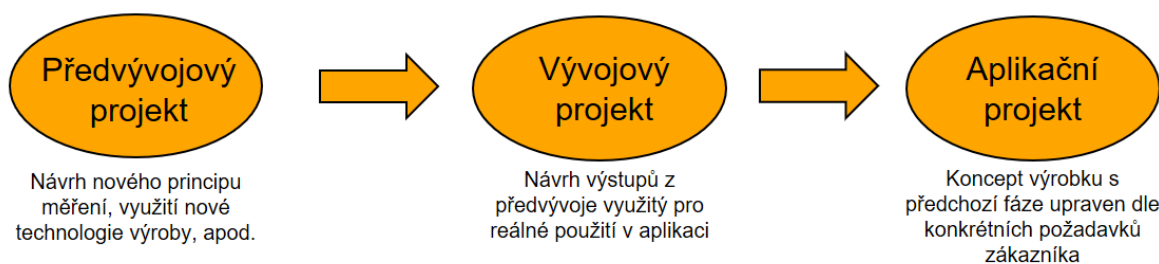 Předvývojový
projekt
Návrh nového principu
měření, využití nové
technologie výroby, apod.
Vývojový
projekt
Návrh výstupů z
předvývoje využitý pro
reálné použití v aplikaci
Aplikační
projekt
Koncept výrobku s
předchozí fáze upraven dle
konkrétních požadavků
zákazníka